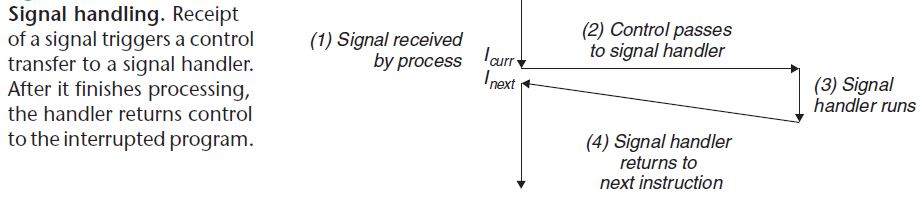 Signal handling. Receipt
of a signal triggers a control
transfer to a signal handler.
After it finishes processing,
the handler returns control
to the interrupted program.
(1) Signal received
by process
Icurr
Inext
(2) Control passes
to signal handler
(3) Signal
handler runs
(4) Signal handler
returns to
next instruction